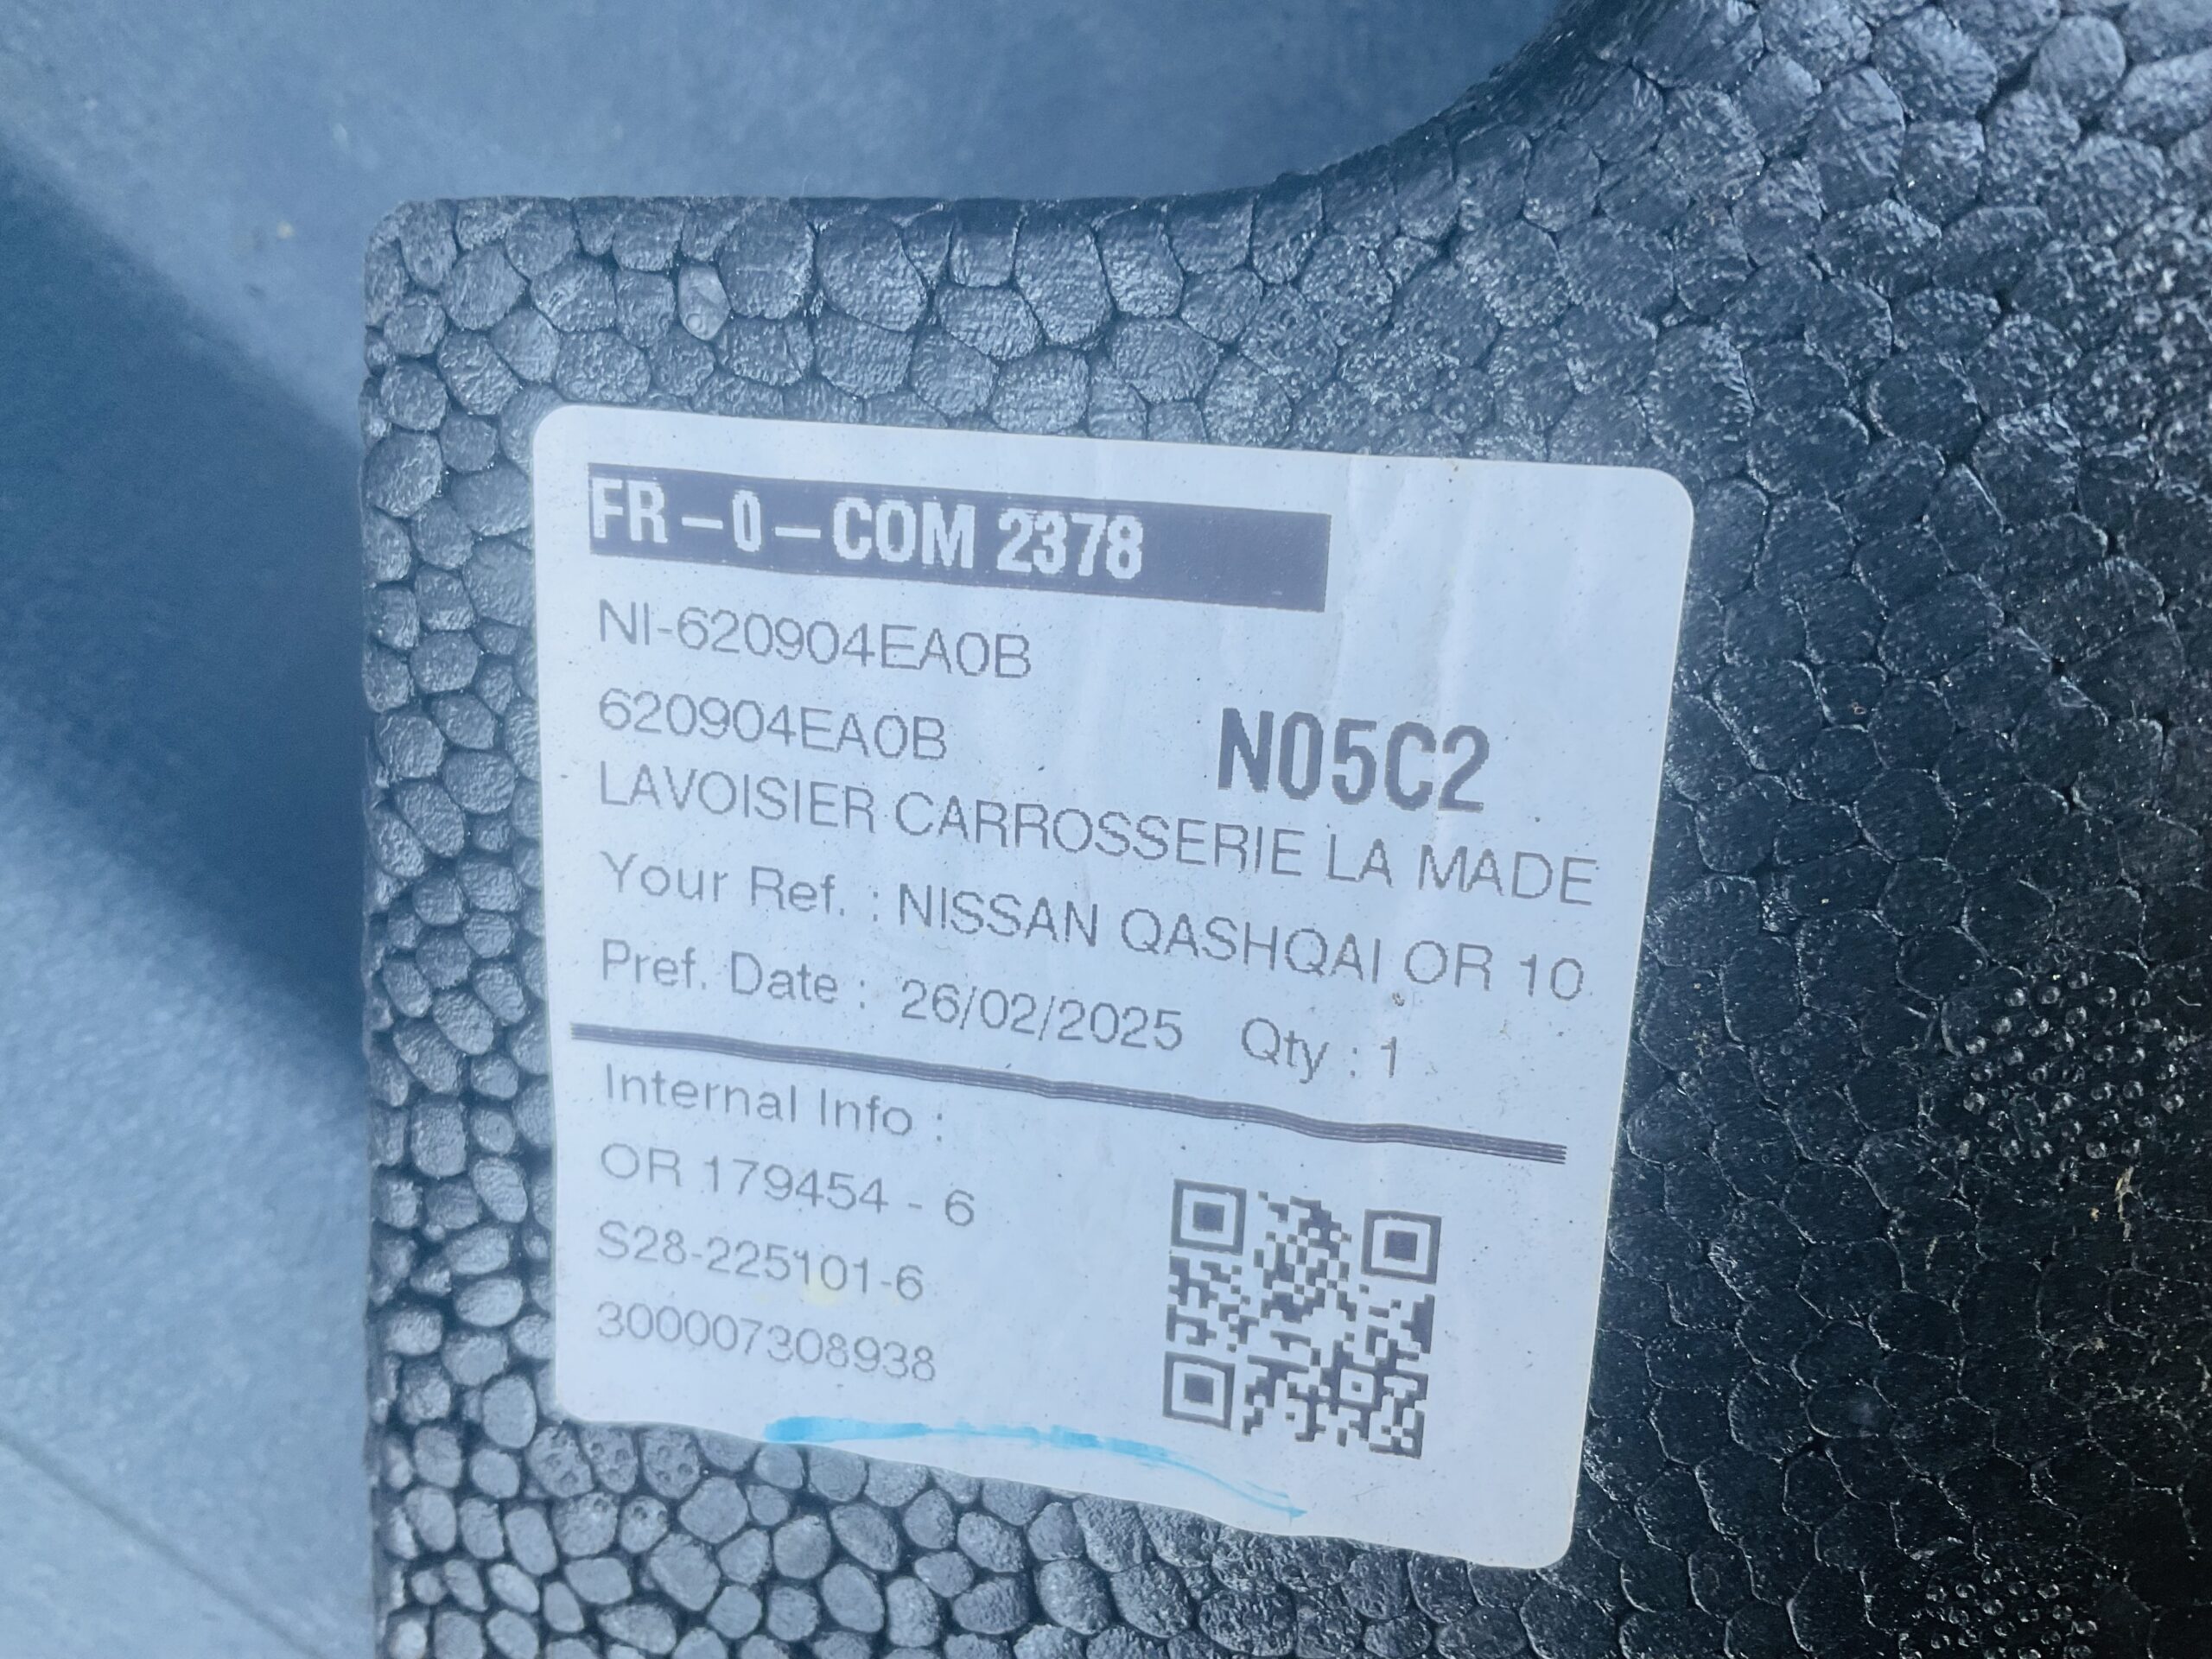 FR-0-COM 2378
NI-620904EA0B
620904EA0B
N05C2
LAVOISIER CARROSSERIE LA MADE
Your Ref. : NISSAN QASHQAI OR 10
Pref. Date : 26/02/2025 Qty : 1
Internal Info :
OR 179454 - 6
S28-225101-6
300007308938